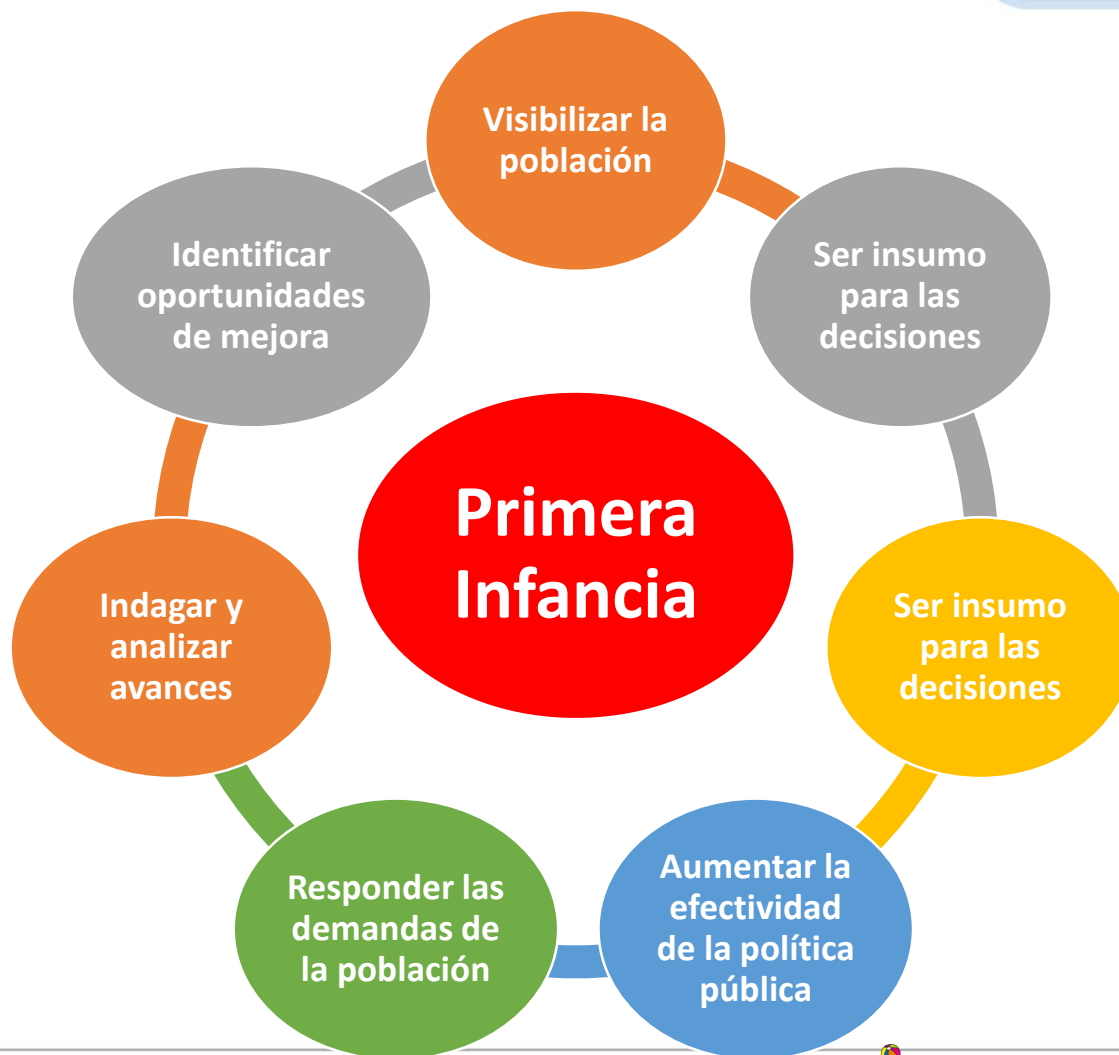 Visibilizar la
población
Ser insumo
para las
decisiones
Ser insumo
para las
decisiones
Aumentar la
efectividad
de la política
pública
Responder las
demandas de
la población
Indagar y
analizar
avances
Identificar
oportunidades
de mejora
Primera
Infancia